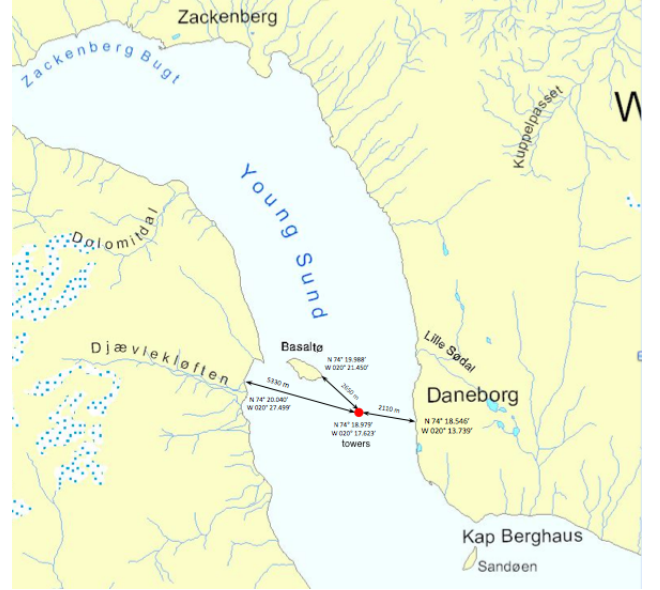 Zackenberg
Zackenberg Bugt
Kuppelpasset
W
Young Sund
Dolomitdal
Basaltø
N 74° 19.988'
W 020° 21.450'
Lille Sødal
Djævlekløften
5330 m
2650 m
2110 m
Daneborg
N 74° 20.040'
W 020° 27.499'
N 74° 18.979'
W 020° 17.623'
towers
N 74° 18.546'
W 020° 13.739'
Kap Berghaus
Sandøen